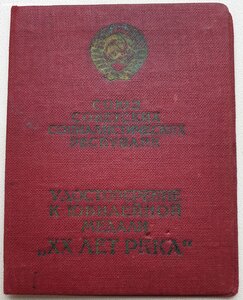 СОЮЗ
СОВЕТСКИХ
СОЦИАЛИСТИЧЕСКИХ
РЕСПУБЛИК
УДОСТОВЕРЕНИЕ
К ЮБИЛЕЙНОЙ
МЕДАЛИ
„XX ЛЕТ РККА"